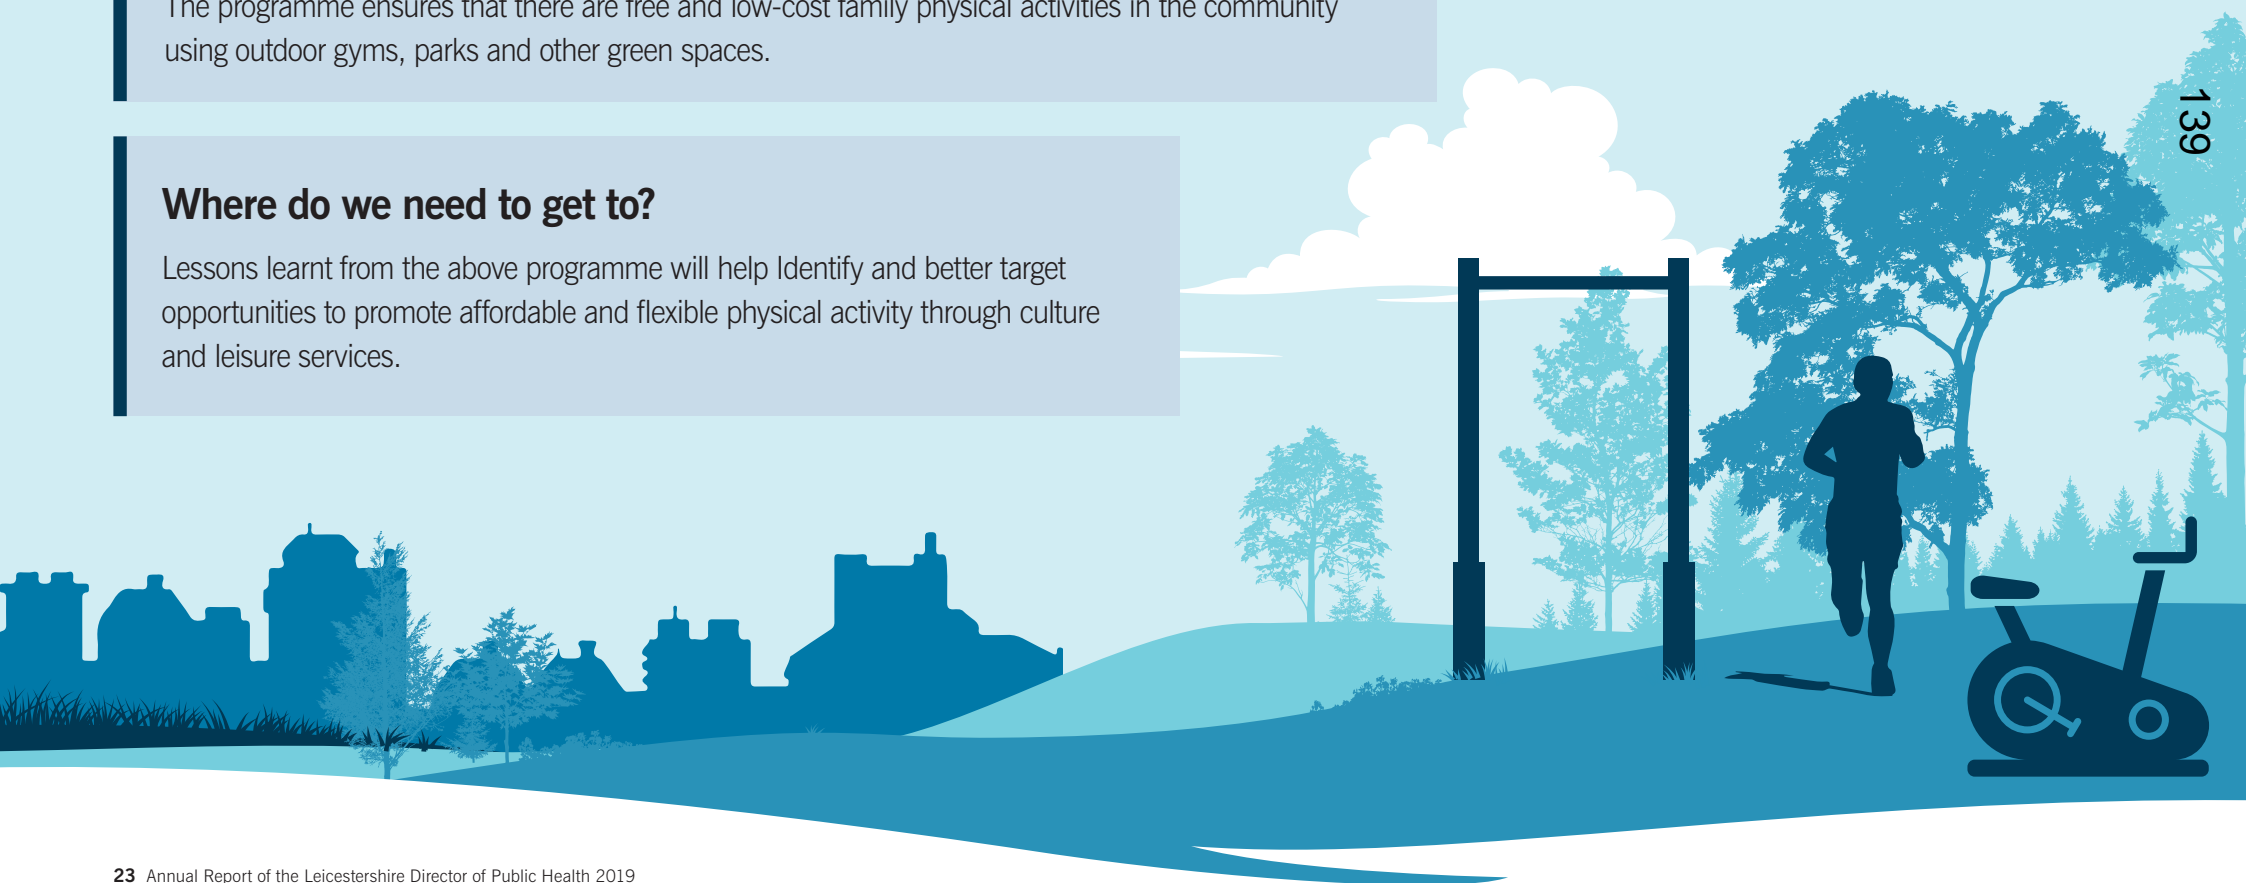 The programme ensures that there are free and low-cost family physical activities in the community
using outdoor gyms, parks and other green spaces.
Where do we need to get to?
Lessons learnt from the above programme will help Identify and better target
opportunities to promote affordable and flexible physical activity through culture
and leisure services.
139
23 Annual Report of the Leicestershire Director of Public Health 2019